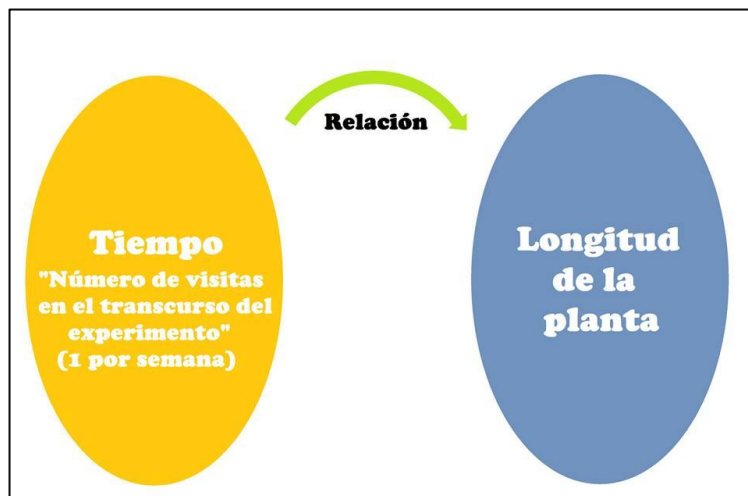 Relación
Tiempo
"Número de visitas
en el transcurso del
experimento"
(1 por semana)
Longitud
de la
planta